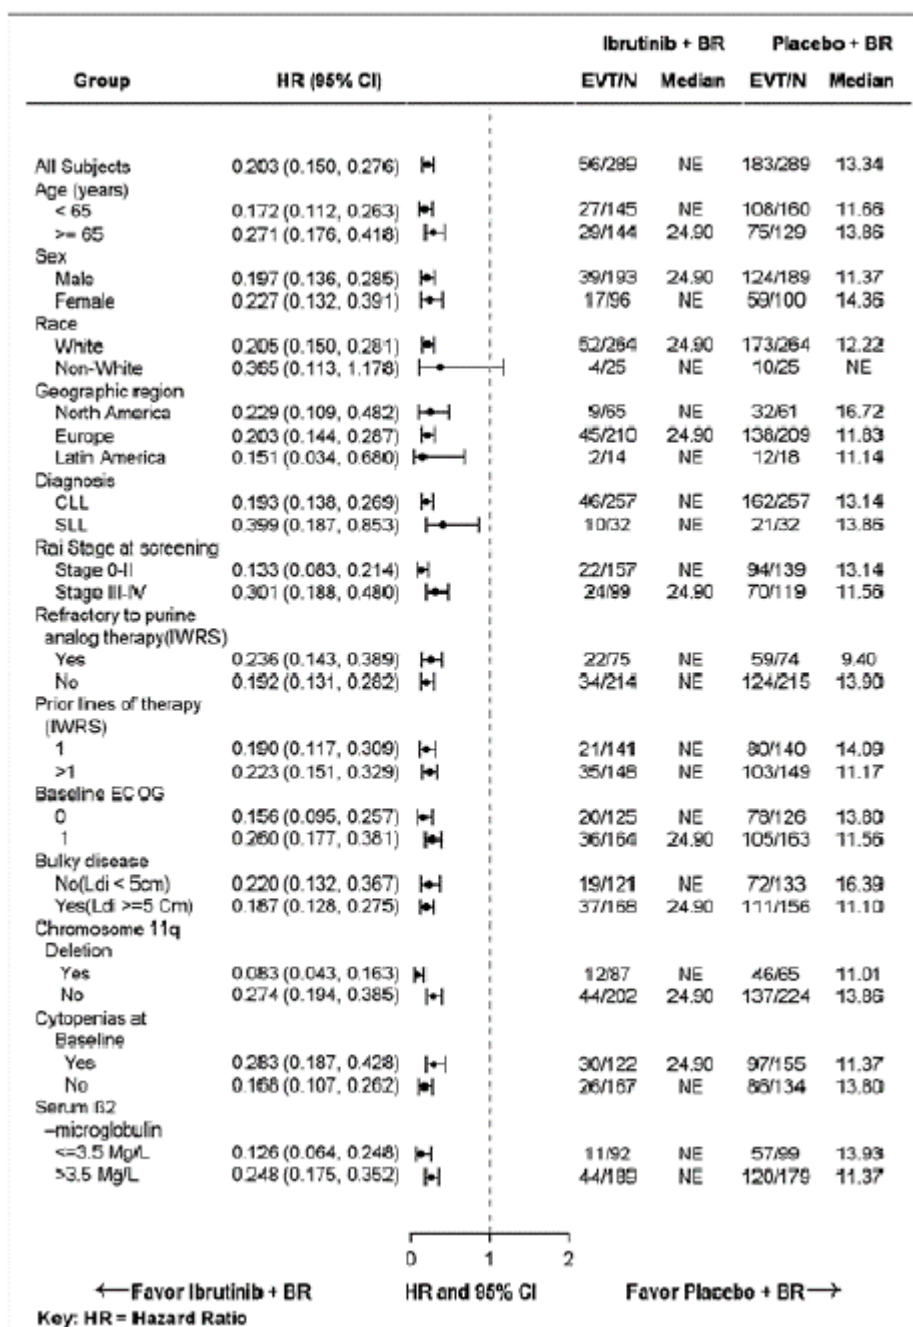 Ibrutinib + BR Placebo + BR
Group HR (95% CI) EVT/N Median EVT/N Median
All Subjects 0.203 (0.150, 0.276) 56/289 NE 183/289 13.34
Age (years)
< 65 0.172 (0.112, 0.263) 27/145 NE 108/160 11.66
>= 65 0.271 (0.176, 0.418) 29/144 24.90 75/129 13.86
Sex
Male 0.197 (0.136, 0.285) 39/193 24.90 124/189 11.37
Female 0.227 (0.132, 0.391) 17/96 NE 59/100 14.36
Race
White 0.205 (0.150, 0.281) 52/264 24.90 173/264 12.22
Non-White 0.365 (0.113, 1.178) 4/25 NE 10/25 NE
Geographic region
North America 0.229 (0.109, 0.482) 9/65 NE 32/61 16.72
Europe 0.203 (0.144, 0.287) 45/210 24.90 138/209 11.83
Latin America 0.151 (0.034, 0.680) 2/14 NE 12/18 11.14
Diagnosis
CLL 0.193 (0.138, 0.269) 46/257 NE 162/257 13.14
SLL 0.399 (0.187, 0.853) 10/32 NE 21/32 13.86
Rai Stage at screening
Stage 0-II 0.133 (0.083, 0.214) 22/157 NE 94/139 13.14
Stage III-IV 0.301 (0.188, 0.480) 24/99 24.90 70/119 11.56
Refractory to purine
analog therapy(IWRS)
Yes 0.236 (0.143, 0.389) 22/75 NE 59/74 9.40
No 0.192 (0.131, 0.282) 34/214 NE 124/215 13.90
Prior lines of therapy
(IWRS)
1 0.190 (0.117, 0.309) 21/141 NE 80/140 14.09
>1 0.223 (0.151, 0.329) 35/148 NE 103/149 11.17
Baseline ECOG
0 0.156 (0.095, 0.257) 20/125 NE 78/126 13.80
1 0.260 (0.177, 0.381) 36/164 24.90 105/163 11.56
Bulky disease
No(Ldi < 5cm) 0.220 (0.132, 0.367) 19/121 NE 72/133 16.39
Yes(Ldi >=5 Cm) 0.187 (0.128, 0.275) 37/168 24.90 111/156 11.10
Chromosome 11q
Deletion
Yes 0.083 (0.043, 0.163) 12/87 NE 46/65 11.01
No 0.274 (0.194, 0.385) 44/202 24.90 137/224 13.86
Cytopenias at
Baseline
Yes 0.283 (0.187, 0.428) 30/122 24.90 97/155 11.37
No 0.168 (0.107, 0.262) 26/167 NE 86/134 13.80
Serum ß2
–microglobulin
<=3.5 Mg/L 0.126 (0.064, 0.248) 11/92 NE 57/99 13.93
>3.5 Mg/L 0.248 (0.175, 0.352) 44/189 NE 120/179 11.37
0 1 2
←Favor Ibrutinib + BR HR and 95% CI Favor Placebo + BR→
Key: HR = Hazard Ratio